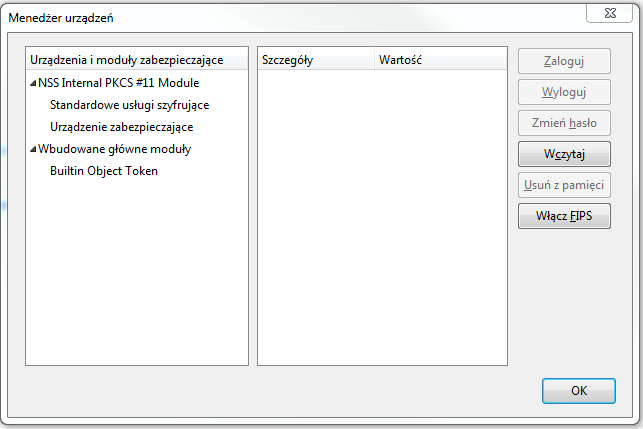 Menedżer urządzeń
Urządzenia i moduły zabezpieczające
NSS Internal PKCS #11 Module
Standardowe usługi szyfrujące
Urządzenie zabezpieczające
Wbudowane główne moduły
Builtin Object Token
Szczegóły Wartość
Zaloguj
Wyloguj
Zmień hasło
Wczytaj
Usuń z pamięci
Włącz FIPS
OK